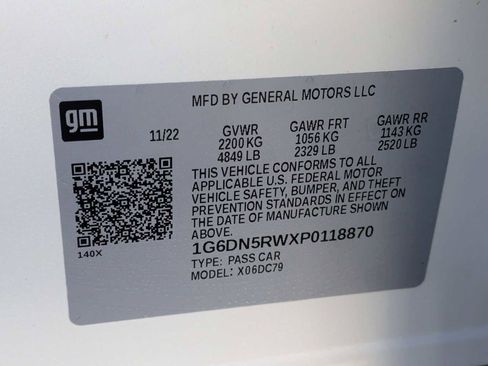 gm
MFD BY GENERAL MOTORS LLC
11/22 GVWR GAWR FRT GAWR RR
2200 KG 1056 KG 1143 KG
4849 LB 2329 LB 2520 LB
THIS VEHICLE CONFORMS TO ALL
APPLICABLE U.S. FEDERAL MOTOR
VEHICLE SAFETY, BUMPER, AND THEFT
PREVENTION STANDARDS IN EFFECT ON
THE DATE OF MANUFACTURE SHOWN
ABOVE.
140X
1G6DN5RWXP0118870
TYPE: PASS CAR
MODEL: X06DC79